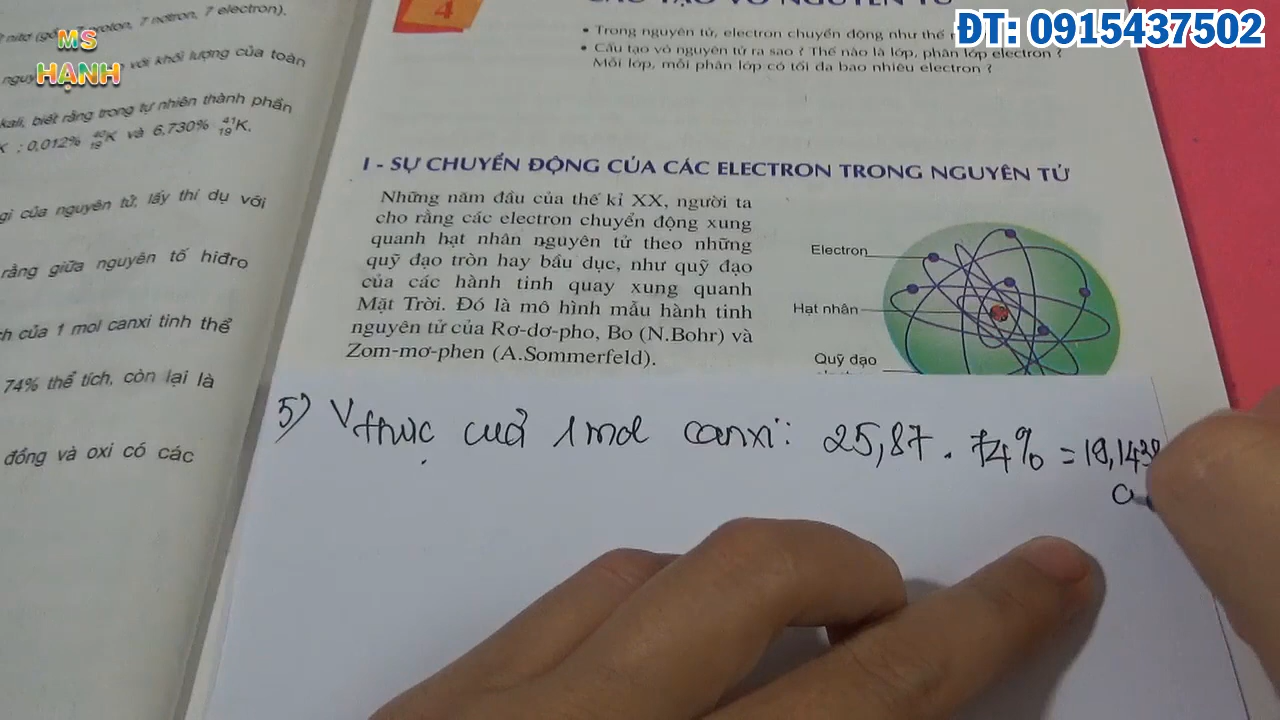 ĐT: 0915437502
MS
HẠNH
proton, 7 nơtron, 7 electron).
với khối lượng của toàn
kali, biết rằng trong tự nhiên thành phần
K ; 0,012% ⁴⁰₁₉K và 6,730% ⁴¹₁₉K.
của nguyên tử, lấy thí dụ với
rằng giữa nguyên tố hiđro
của 1 mol canxi tinh thể
74% thể tích, còn lại là
đồng và oxi có các
4
CẤU TẠO VỎ NGUYÊN TỬ
• Trong nguyên tử, electron chuyển động như thế
• Cấu tạo vỏ nguyên tử ra sao ? Thế nào là lớp, phân lớp electron ?
Mỗi lớp, mỗi phân lớp có tối đa bao nhiêu electron ?
I - SỰ CHUYỂN ĐỘNG CỦA CÁC ELECTRON TRONG NGUYÊN TỬ
Những năm đầu của thế kỉ XX, người ta
cho rằng các electron chuyển động xung
quanh hạt nhân nguyên tử theo những
quỹ đạo tròn hay bầu dục, như quỹ đạo
của các hành tinh quay xung quanh
Mặt Trời. Đó là mô hình mẫu hành tinh
nguyên tử của Rơ-dơ-pho, Bo (N.Bohr) và
Zom-mơ-phen (A.Sommerfeld).
Electron
Hạt nhân
Quỹ đạo
5) V thực của 1 mol canxi: 25,87 . 74% = 19,1438